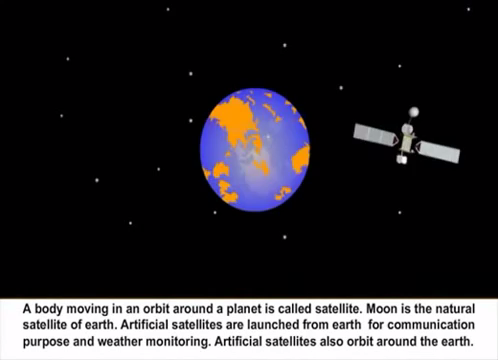 A body moving in an orbit around a planet is called satellite. Moon is the natural
satellite of earth. Artificial satellites are launched from earth for communication
purpose and weather monitoring. Artificial satellites also orbit around the earth.